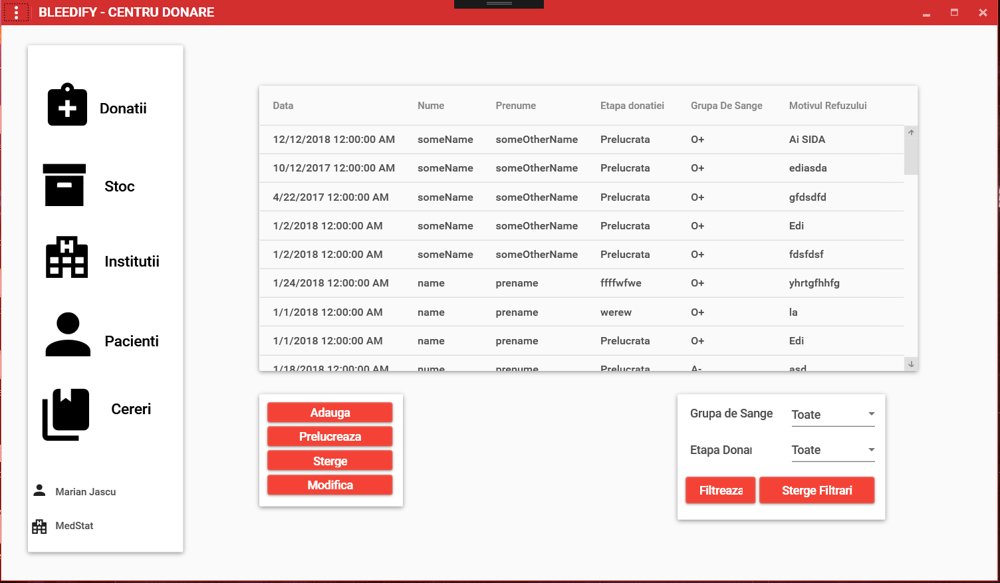 BLEEDIFY - CENTRU DONARE
Donatii
Stoc
Institutii
Pacienti
Cereri
Marian Jascu
MedStat
Data Nume Prenume Etapa donatiei Grupa De Sange Motivul Refuzului
12/12/2018 12:00:00 AM someName someOtherName Prelucrata O+ Ai SIDA
10/12/2017 12:00:00 AM someName someOtherName Prelucrata O+ ediasda
4/22/2017 12:00:00 AM someName someOtherName Prelucrata O+ gfdsdfd
1/2/2018 12:00:00 AM someName someOtherName Prelucrata O+ Edi
1/2/2018 12:00:00 AM someName someOtherName Prelucrata O+ fdsfdsf
1/24/2018 12:00:00 AM name prename ffffwfwe O+ yhrtgfhhfg
1/1/2018 12:00:00 AM name prename werew O+ la
1/1/2018 12:00:00 AM name prename Prelucrata O+ Edi
1/18/2018 12:00:00 AM nume prenume Prelucrata A- asd
Adauga
Prelucreaza
Sterge
Modifica
Grupa de Sange Toate
Etapa Donai Toate
Filtreaza Sterge Filtrari